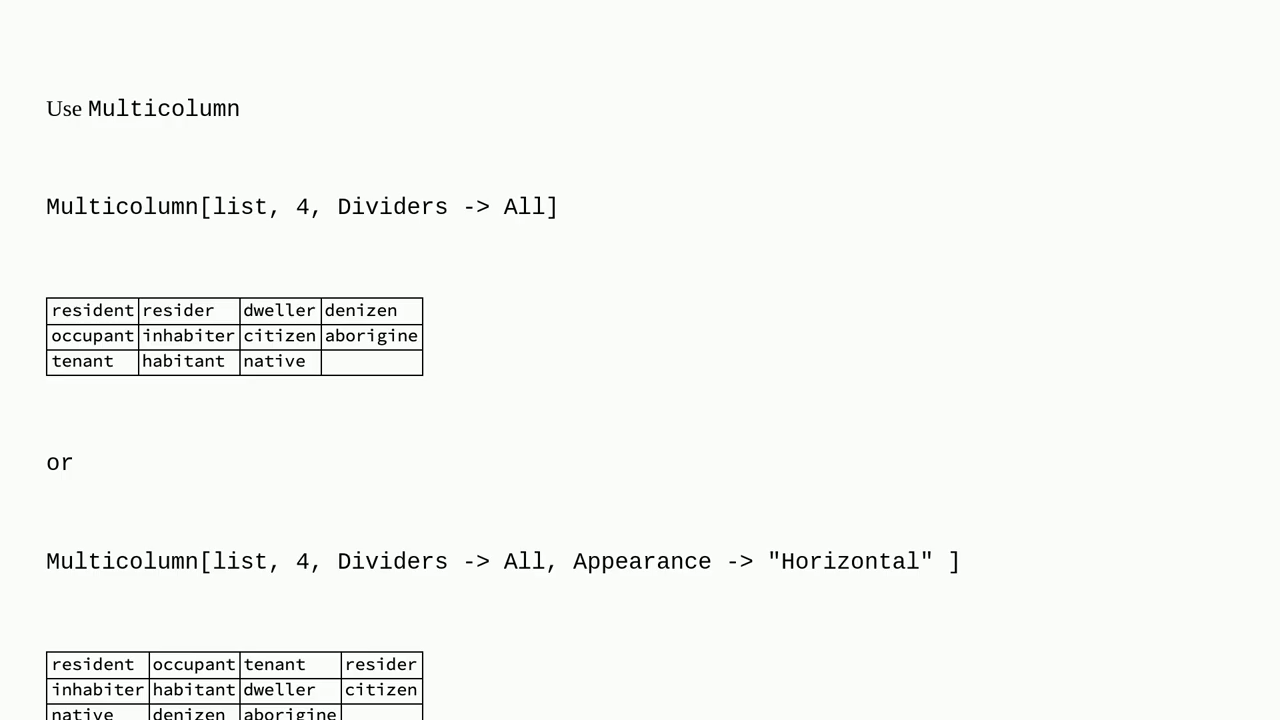 Use Multicolumn
Multicolumn[list, 4, Dividers -> All]
resident resider dweller denizen
occupant inhabiter citizen aborigine
tenant habitant native
or
Multicolumn[list, 4, Dividers -> All, Appearance -> "Horizontal" ]
resident occupant tenant resider
inhabiter habitant dweller citizen
native denizen aborigine